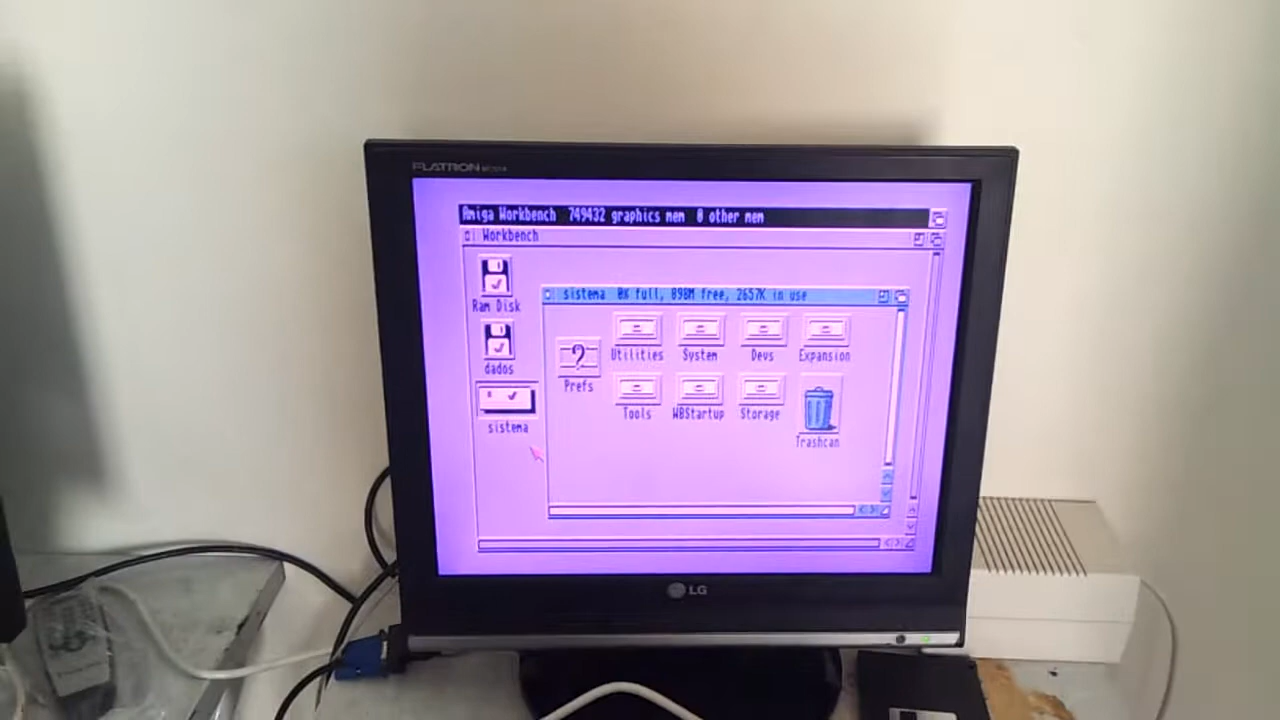 FLATRON
Amiga Workbench 749432 graphics mem 0 other mem
Workbench
Ram Disk
dados
sistema
sistema 0% full, 898M free, 2657K in use
Prefs
Utilities System Devs Expansion
Tools WBStartup Storage
Trashcan
LG